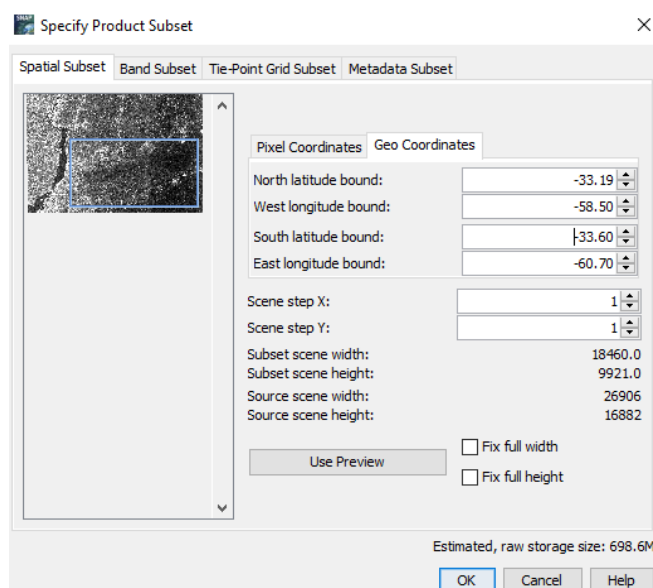 SNAP
Specify Product Subset
Spatial Subset Band Subset Tie-Point Grid Subset Metadata Subset
Pixel Coordinates Geo Coordinates
North latitude bound: -33.19
West longitude bound: -58.50
South latitude bound: -33.60
East longitude bound: -60.70
Scene step X: 1
Scene step Y: 1
Subset scene width: 18460.0
Subset scene height: 9921.0
Source scene width: 26906
Source scene height: 16882
Use Preview
Fix full width
Fix full height
Estimated, raw storage size: 698.6M
OK Cancel Help